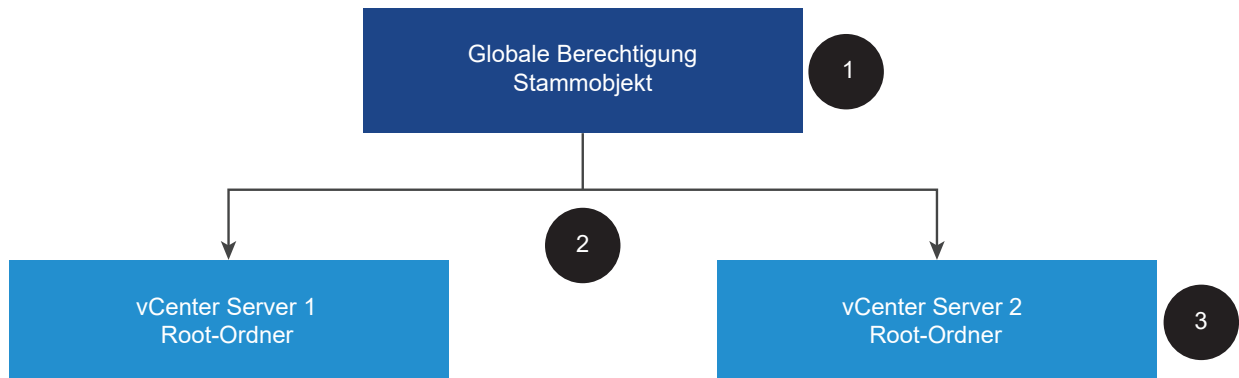 Globale Berechtigung
Stammobjekt
1
2
vCenter Server 1
Root-Ordner
vCenter Server 2
Root-Ordner
3